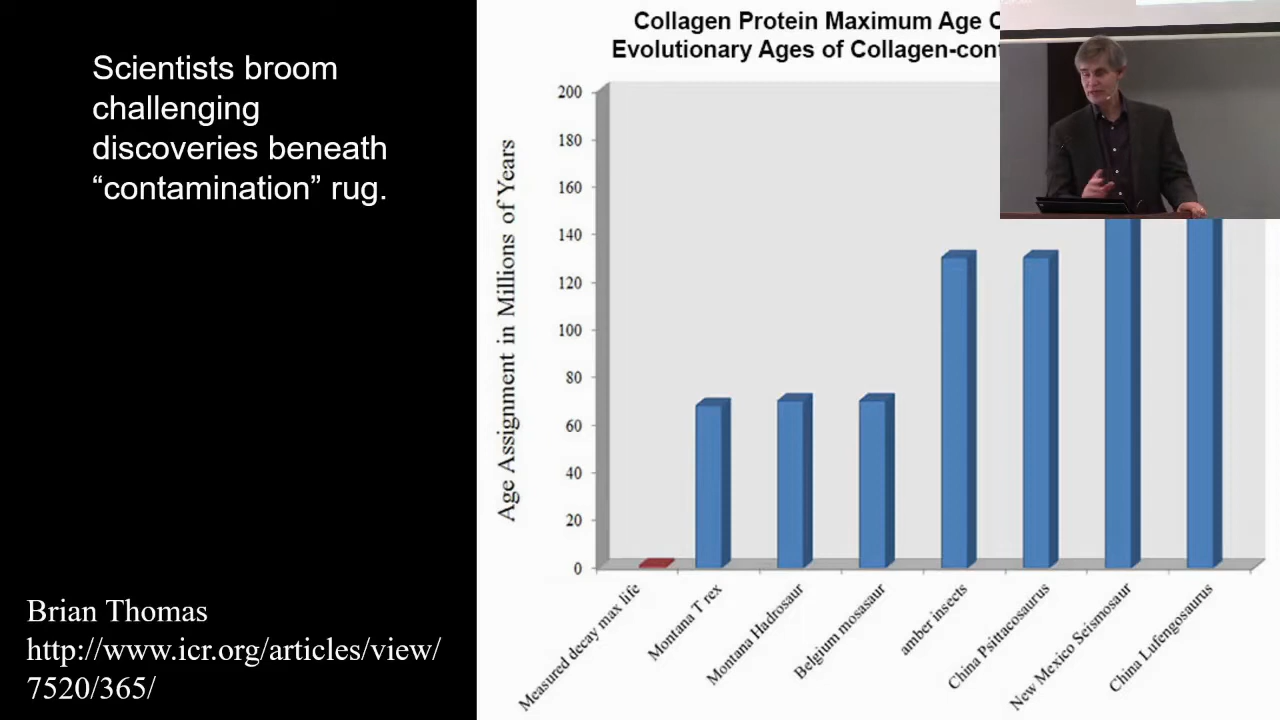 Scientists broom
challenging
discoveries beneath
“contamination” rug.
Brian Thomas
http://www.icr.org/articles/view/
7520/365/
Collagen Protein Maximum Age
Evolutionary Ages of
Age Assignment in Millions of Years
200
180
160
140
120
100
80
60
40
20
0
Measured decay max life
Montana T rex
Montana Hadrosaur
Belgium mosasaur
amber insects
China Psittacosaurus
New Mexico Seismosaur
China Lufengosaurus